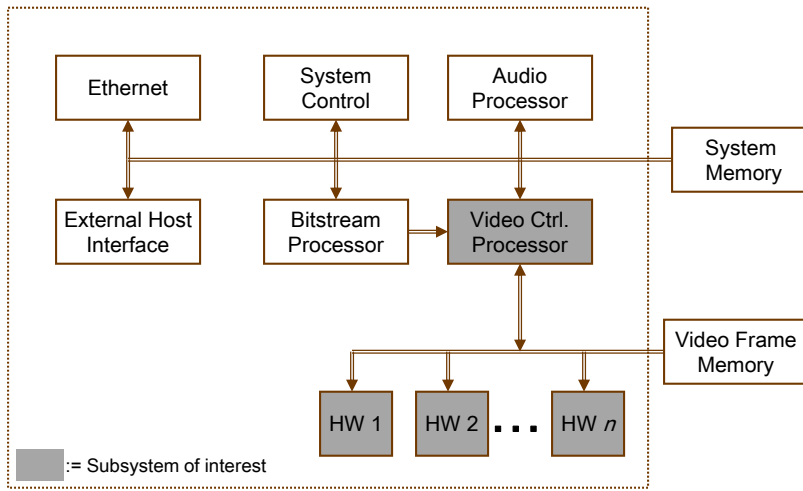 Ethernet
System
Control
Audio
Processor
System
Memory
External Host
Interface
Bitstream
Processor
Video Ctrl.
Processor
Video Frame
Memory
HW 1
HW 2
...
HW n
:= Subsystem of interest